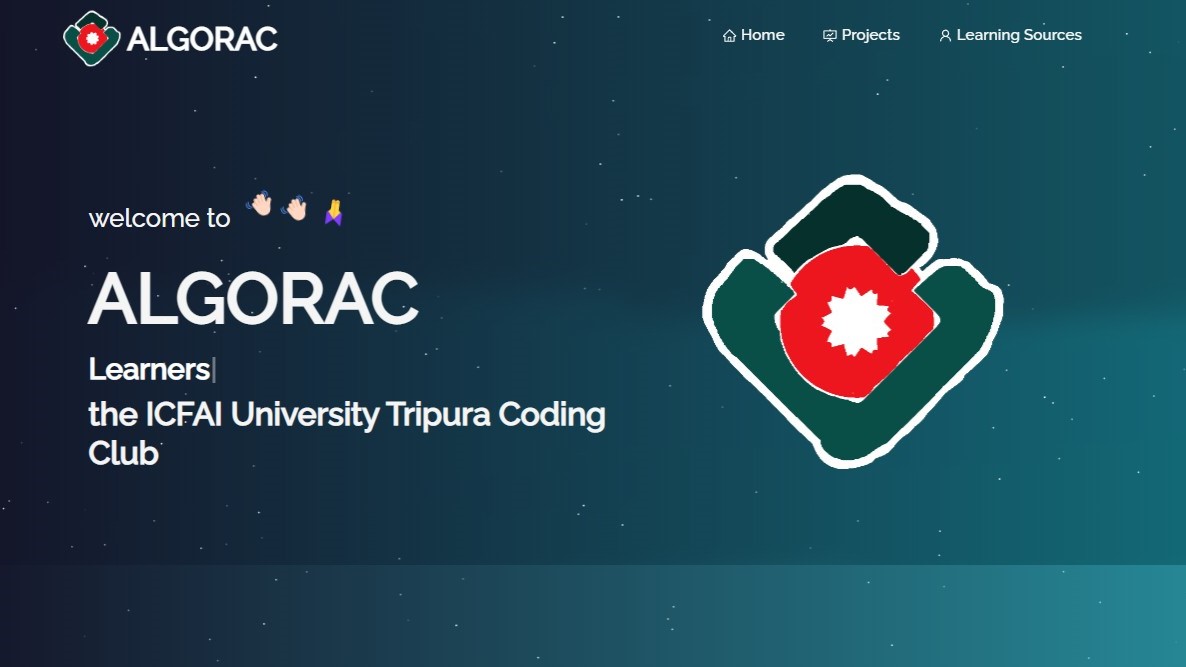 ALGORAC
Home Projects Learning Sources
welcome to
ALGORAC
Learners|
the ICFAI University Tripura Coding
Club